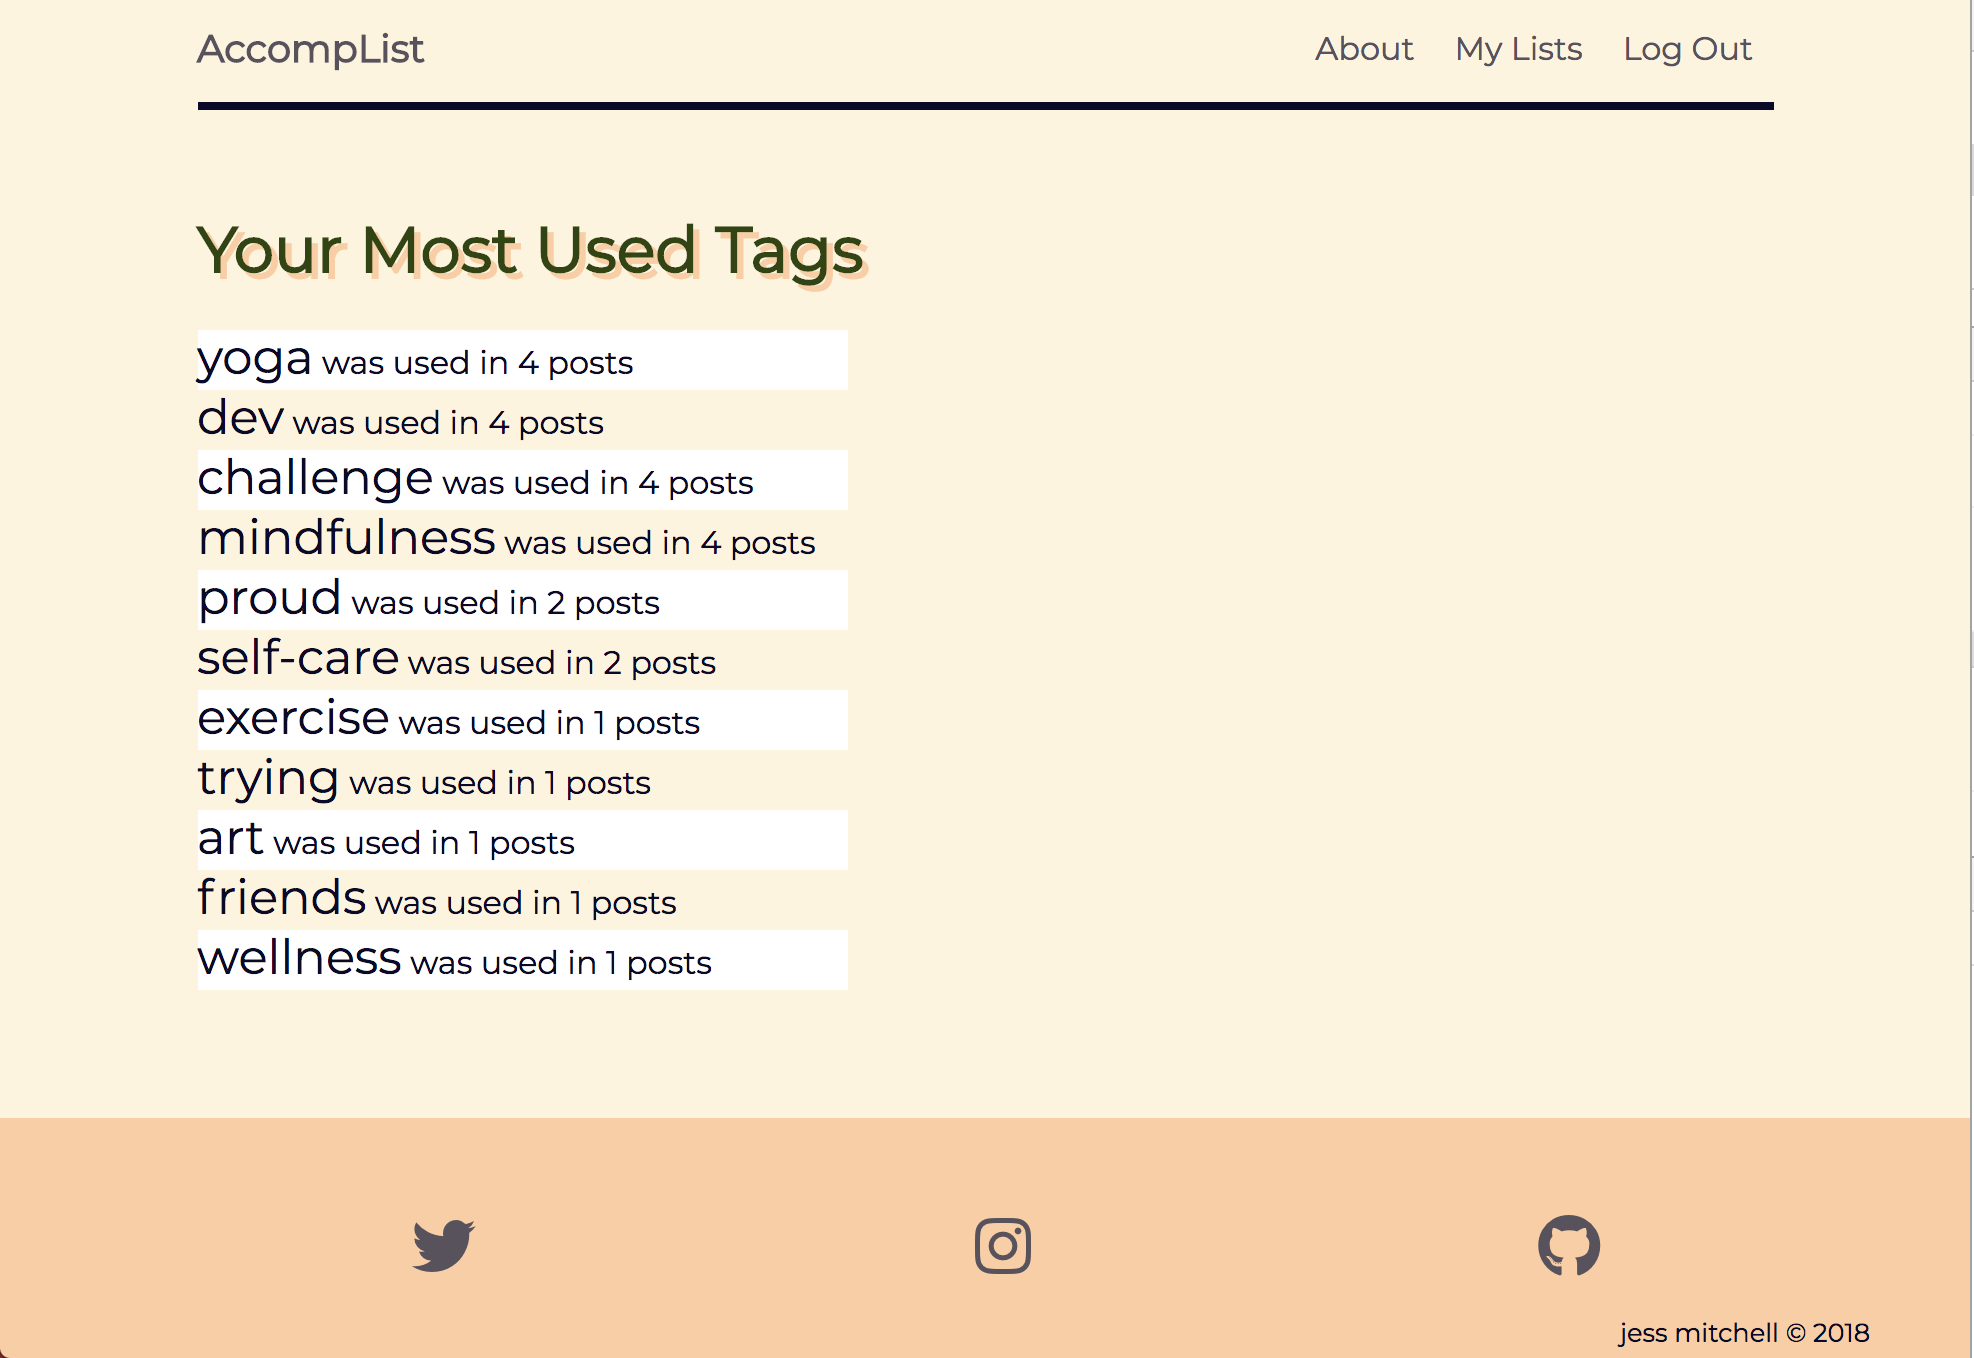 AccompList About My Lists Log Out
Your Most Used Tags
yoga was used in 4 posts
dev was used in 4 posts
challenge was used in 4 posts
mindfulness was used in 4 posts
proud was used in 2 posts
self-care was used in 2 posts
exercise was used in 1 posts
trying was used in 1 posts
art was used in 1 posts
friends was used in 1 posts
wellness was used in 1 posts
jess mitchell © 2018